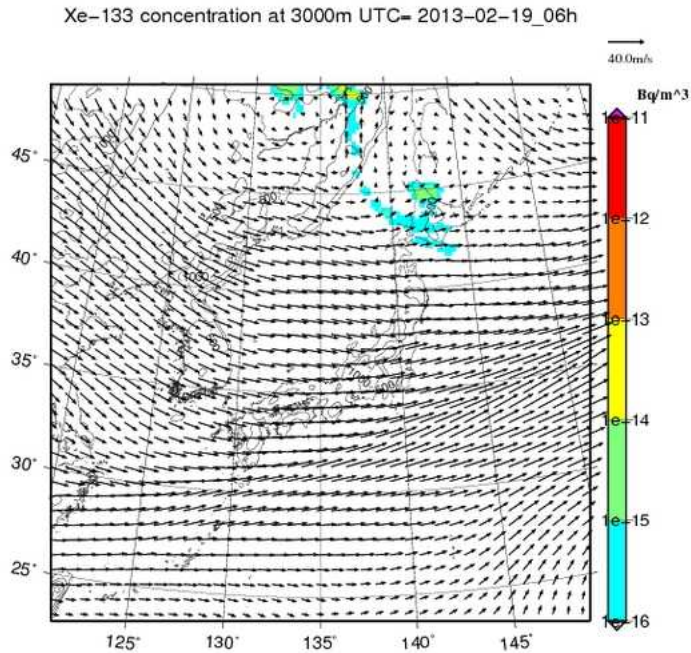 Xe-133 concentration at 3000m UTC= 2013-02-19_06h
40.0m/s
Bq/m^3
1e-11
1e-12
1e-13
1e-14
1e-15
1e-16
45°
40°
35°
30°
25°
125°
130°
135°
140°
145°